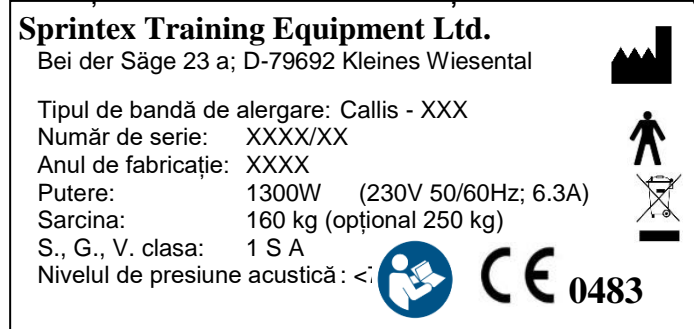 Sprintex Training Equipment Ltd.
Bei der Säge 23 a; D-79692 Kleines Wiesental
Tipul de bandă de alergare: Callis - XXX
Număr de serie: XXXX/XX
Anul de fabricație: XXXX
Putere: 1300W (230V 50/60Hz; 6.3A)
Sarcina: 160 kg (opțional 250 kg)
S., G., V. clasa: 1 S A
Nivelul de presiune acustică : <
CE 0483